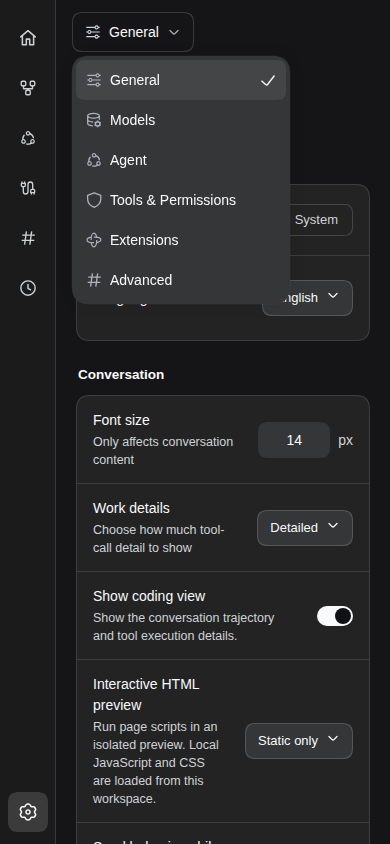 General
General
Models
Agent
Tools & Permissions
Extensions
Advanced
System
Conversation
Font size
Only affects conversation
content
14 px
Work details
Choose how much tool-
call detail to show
Detailed
Show coding view
Show the conversation trajectory
and tool execution details.
Interactive HTML
preview
Run page scripts in an
isolated preview. Local
JavaScript and CSS
are loaded from this
workspace.
Static only